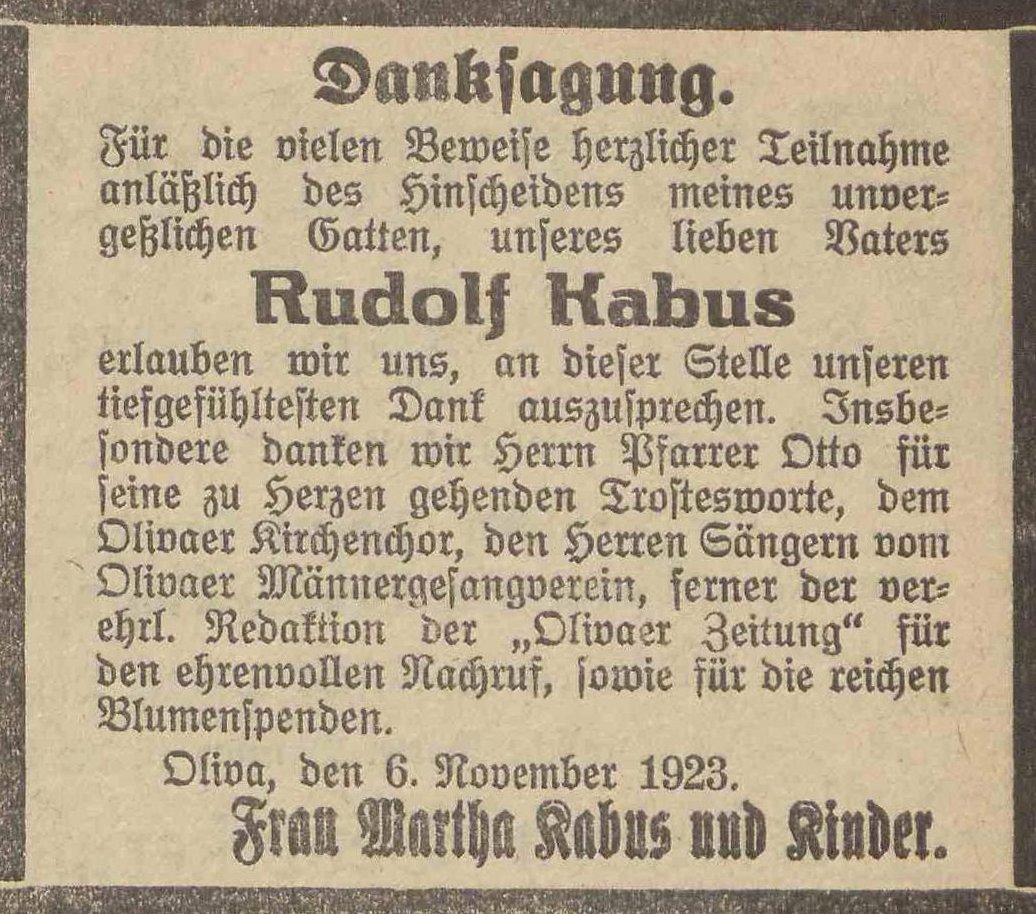 Danksagung.
Für die vielen Beweise herzlicher Teilnahme
anläßlich des Hinscheidens meines unver-
geßlichen Gatten, unseres lieben Vaters
Rudolf Kabus
erlauben wir uns, an dieser Stelle unseren
tiefgefühltesten Dank auszusprechen. Insbe-
sondere danken wir Herrn Pfarrer Otto für
seine zu Herzen gehenden Trostesworte, dem
Olivaer Kirchenchor, den Herren Sängern vom
Olivaer Männergesangverein, ferner der ver-
ehrl. Redaktion der „Olivaer Zeitung“ für
den ehrenvollen Nachruf, sowie für die reichen
Blumenspenden.
Oliva, den 6. November 1923.
Frau Martha Kabus und Kinder.